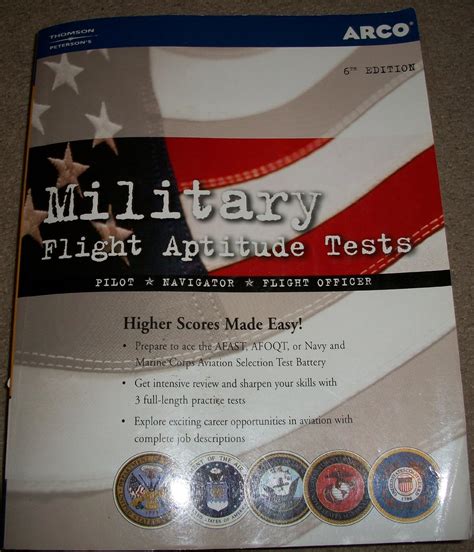 THOMSON
PETERSON'S
ARCO®
6TH EDITION
Military
Flight Aptitude Tests
PILOT ★ NAVIGATOR ★ FLIGHT OFFICER
Higher Scores Made Easy!
• Prepare to ace the AFAST, AFOQT, or Navy and
Marine Corps Aviation Selection Test Battery
• Get intensive review and sharpen your skills with
3 full-length practice tests
• Explore exciting career opportunities in aviation with
complete job descriptions